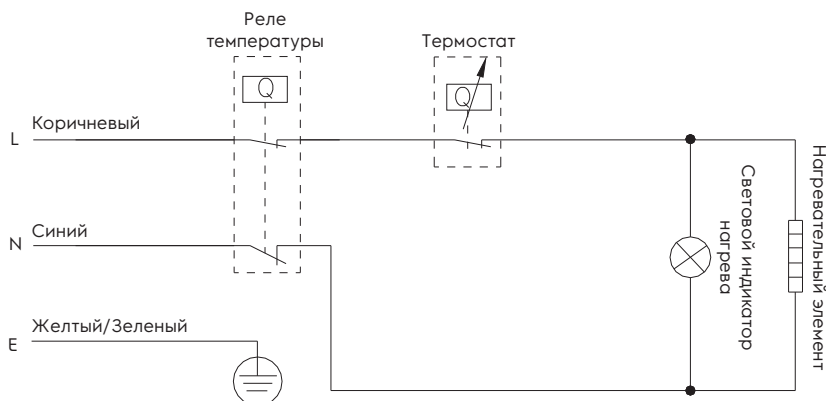 Реле
температуры
Термостат
Q
Q
L
Коричневый
N
Синий
E
Желтый/Зеленый
Световой индикатор
нагрева
Нагревательный элемент